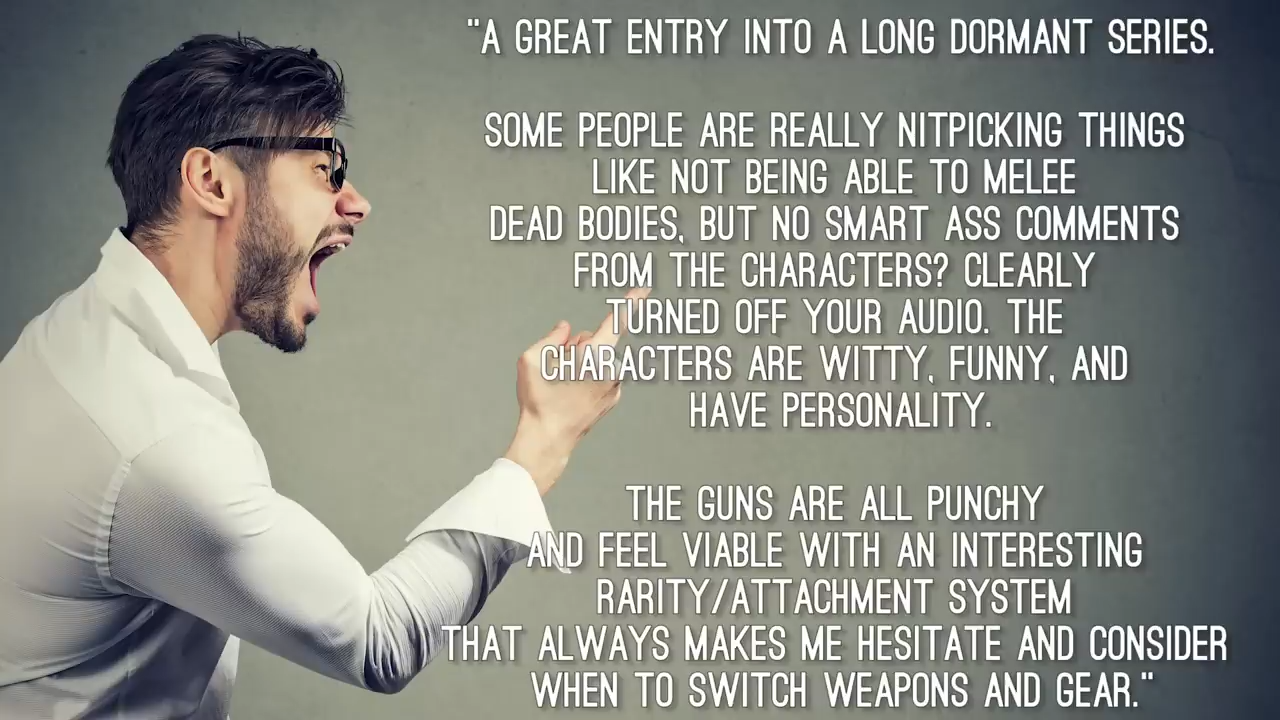 "A GREAT ENTRY INTO A LONG DORMANT SERIES.
SOME PEOPLE ARE REALLY NITPICKING THINGS
LIKE NOT BEING ABLE TO MELEE
DEAD BODIES, BUT NO SMART ASS COMMENTS
FROM THE CHARACTERS? CLEARLY
TURNED OFF YOUR AUDIO. THE
CHARACTERS ARE WITTY, FUNNY, AND
HAVE PERSONALITY.
THE GUNS ARE ALL PUNCHY
AND FEEL VIABLE WITH AN INTERESTING
RARITY/ATTACHMENT SYSTEM
THAT ALWAYS MAKES ME HESITATE AND CONSIDER
WHEN TO SWITCH WEAPONS AND GEAR."